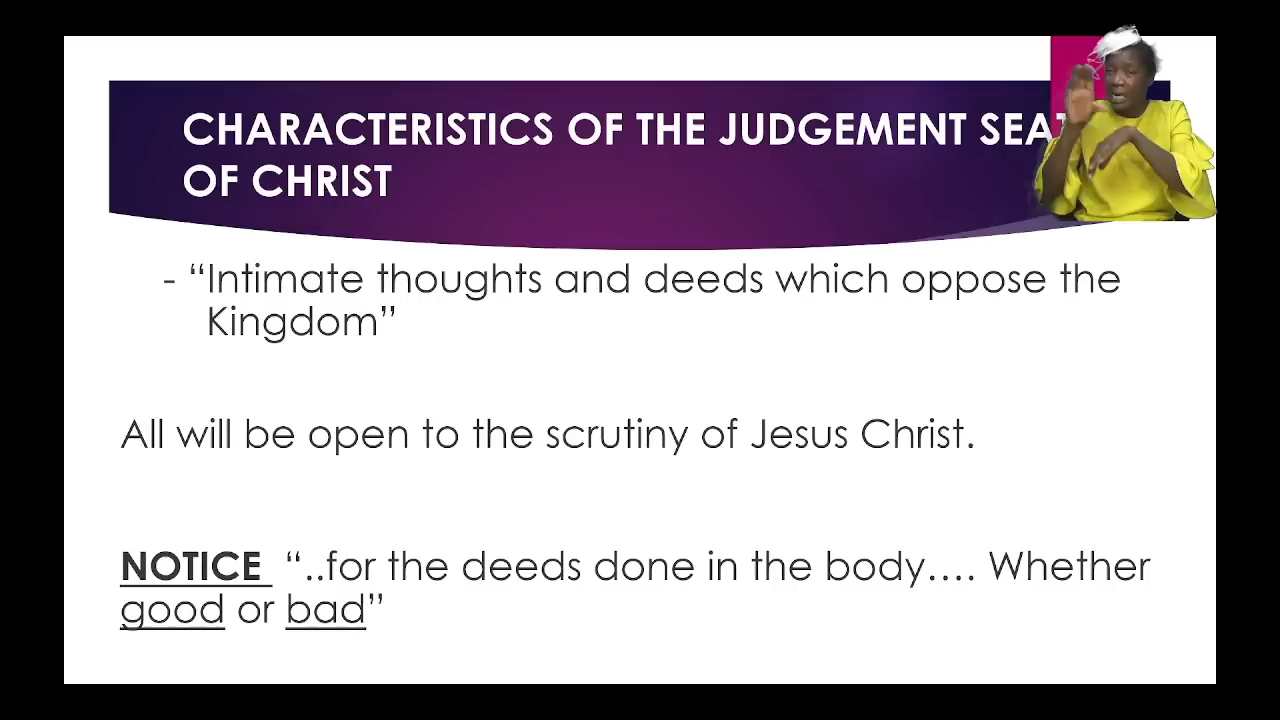 CHARACTERISTICS OF THE JUDGEMENT SEAT
OF CHRIST
- “Intimate thoughts and deeds which oppose the
Kingdom”
All will be open to the scrutiny of Jesus Christ.
NOTICE “..for the deeds done in the body…. Whether
good or bad”